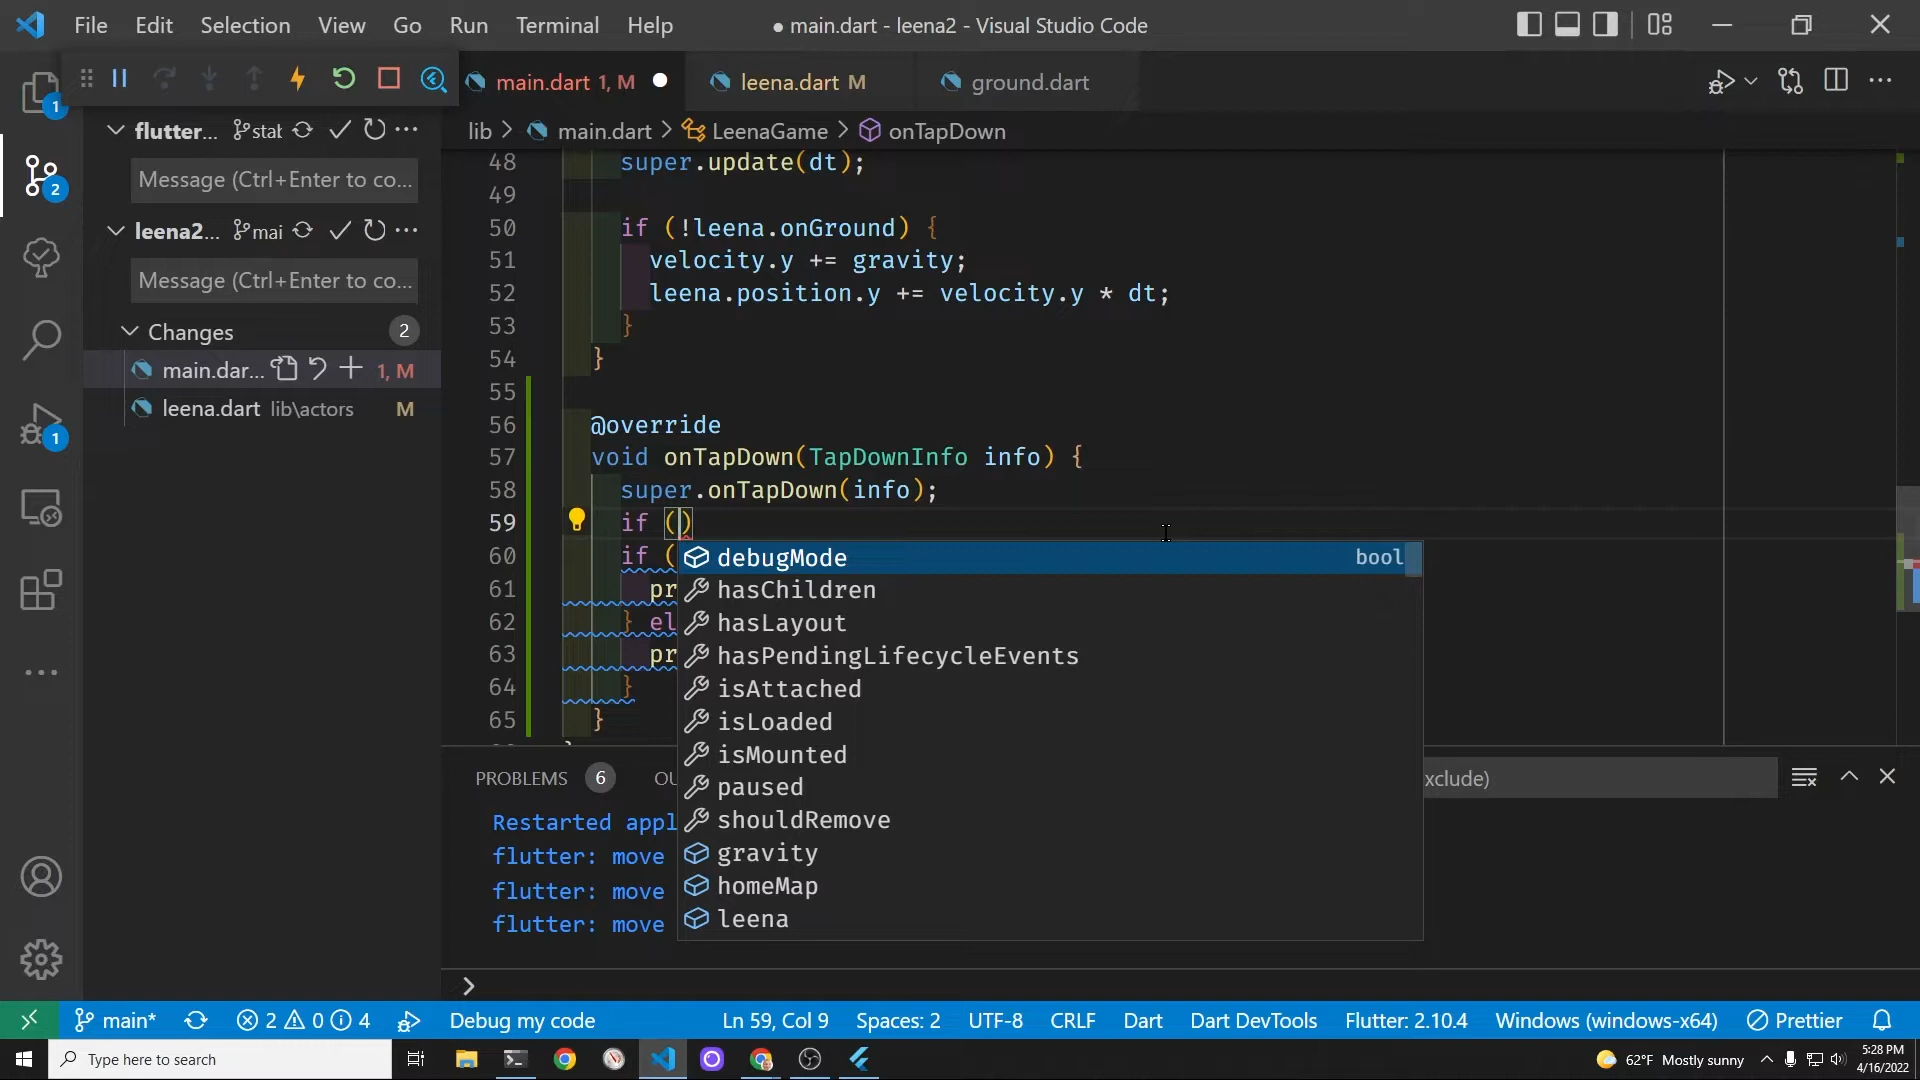 File Edit Selection View Go Run Terminal Help
● main.dart - leena2 - Visual Studio Code
main.dart 1, M
leena.dart M
ground.dart
lib > main.dart > LeenaGame > onTapDown
1
2
1
flutter... stab
Message (Ctrl+Enter to co...
leena2... mai
Message (Ctrl+Enter to co...
Changes 2
main.dar... 1, M
leena.dart lib\actors M
48 super.update(dt);
49
50 if (!leena.onGround) {
51 velocity.y += gravity;
52 leena.position.y += velocity.y * dt;
53 }
54 }
55
56 @override
57 void onTapDown(TapDownInfo info) {
58 super.onTapDown(info);
59 if ()
60 if (
61 pr
62 } el
63 pr
64 }
65 }
debugMode bool
hasChildren
hasLayout
hasPendingLifecycleEvents
isAttached
isLoaded
isMounted
paused
shouldRemove
gravity
homeMap
leena
PROBLEMS 6 OU xclude)
Restarted appl
flutter: move
flutter: move
flutter: move
main* 2 0 4 Debug my code Ln 59, Col 9 Spaces: 2 UTF-8 CRLF Dart Dart DevTools Flutter: 2.10.4 Windows (windows-x64) Prettier
Type here to search
62°F Mostly sunny
5:28 PM
4/16/2022